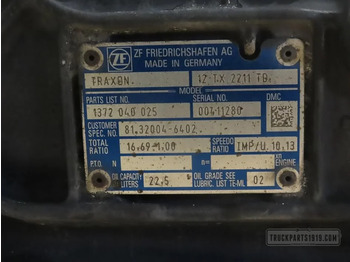 ZF FRIEDRICHSHAFEN AG
MADE IN GERMANY
TRAXON 12 TX 2211 TO
MODEL
PARTS LIST NO. SERIAL NO. DMC
1372 040 025 00411280
CUSTOMER SPEC. NO. 81.32004-6402
TOTAL RATIO 16.69-1.00 SPEEDO RATIO IMP/U. 10.13
P.T.O. N n= ENGINE
OIL CAPACITY LITERS 22,5 OIL GRADE SEE LUBRIC. LIST TE-ML 02
TRUCKPARTS1919.COM